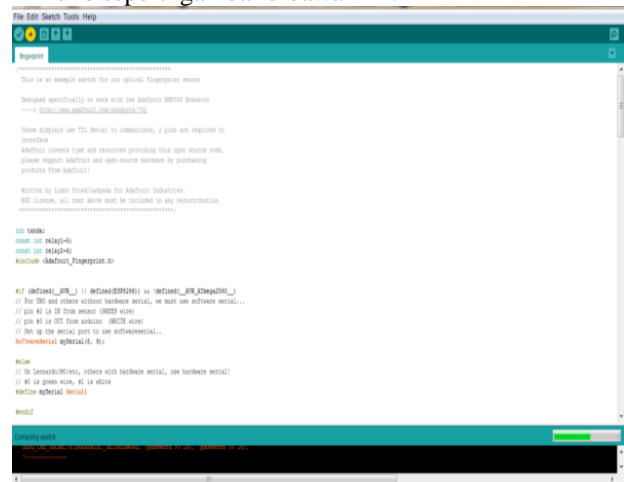 File Edit Sketch Tools Help
fingerprint
/***************************************************
This is an example sketch for our optical Fingerprint sensor
Designed specifically to work with the Adafruit BMP085 Breakout
----> http://www.adafruit.com/products/751
These displays use TTL Serial to communicate, 2 pins are required to
interface
Adafruit invests time and resources providing this open source code,
please support Adafruit and open-source hardware by purchasing
products from Adafruit!
Written by Limor Fried/Ladyada for Adafruit Industries.
BSD license, all text above must be included in any redistribution
****************************************************/
int tanda;
const int relay1=5;
const int relay2=6;
#include <Adafruit_Fingerprint.h>
#if (defined(__AVR__) || defined(ESP8266)) && !defined(__AVR_ATmega2560__)
// For UNO and others without hardware serial, we must use software serial...
// pin #2 is IN from sensor (GREEN wire)
// pin #3 is OUT from arduino (WHITE wire)
// Set up the serial port to use softwareserial..
SoftwareSerial mySerial(8, 9);
#else
// On Leonardo/M0/etc, others with hardware serial, use hardware serial!
// #0 is green wire, #1 is white
#define mySerial Serial1
#endif
Compiling sketch...